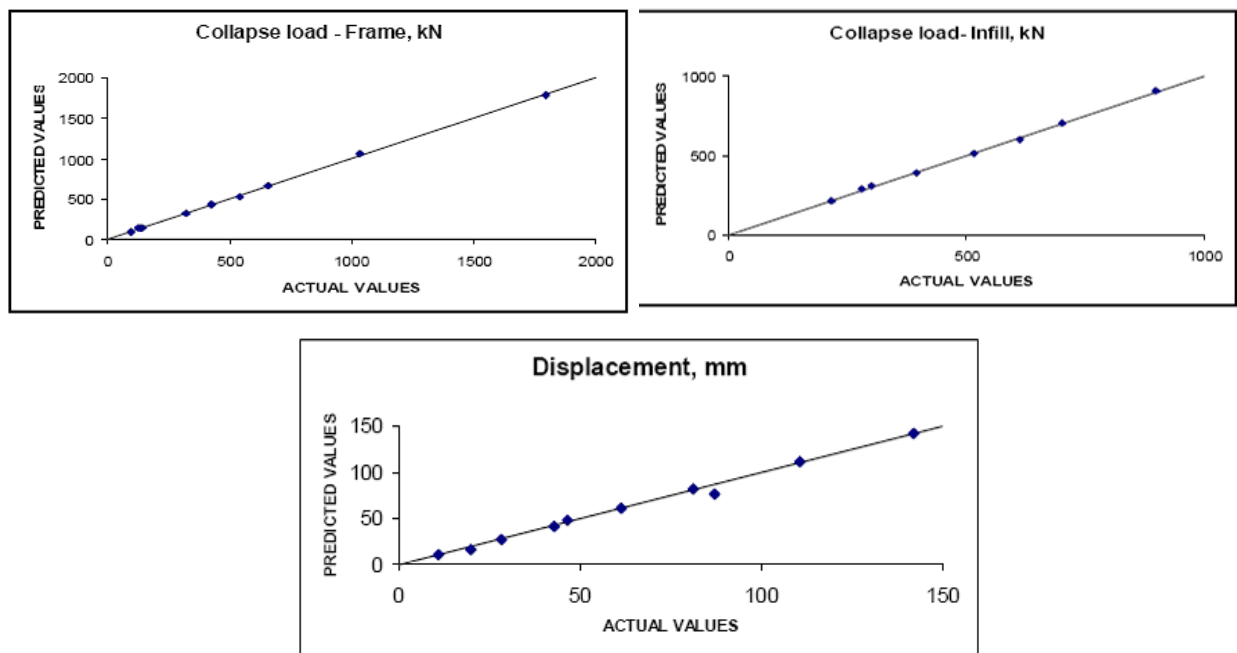 Collapse load - Frame, kN
PREDICTED VALUES
2000
1500
1000
500
0
0 500 1000 1500 2000
ACTUAL VALUES
Collapse load- Infill, kN
PREDICTED VALUES
1000
500
0
0 500 1000
ACTUAL VALUES
Displacement, mm
PREDICTED VALUES
150
100
50
0
0 50 100 150
ACTUAL VALUES